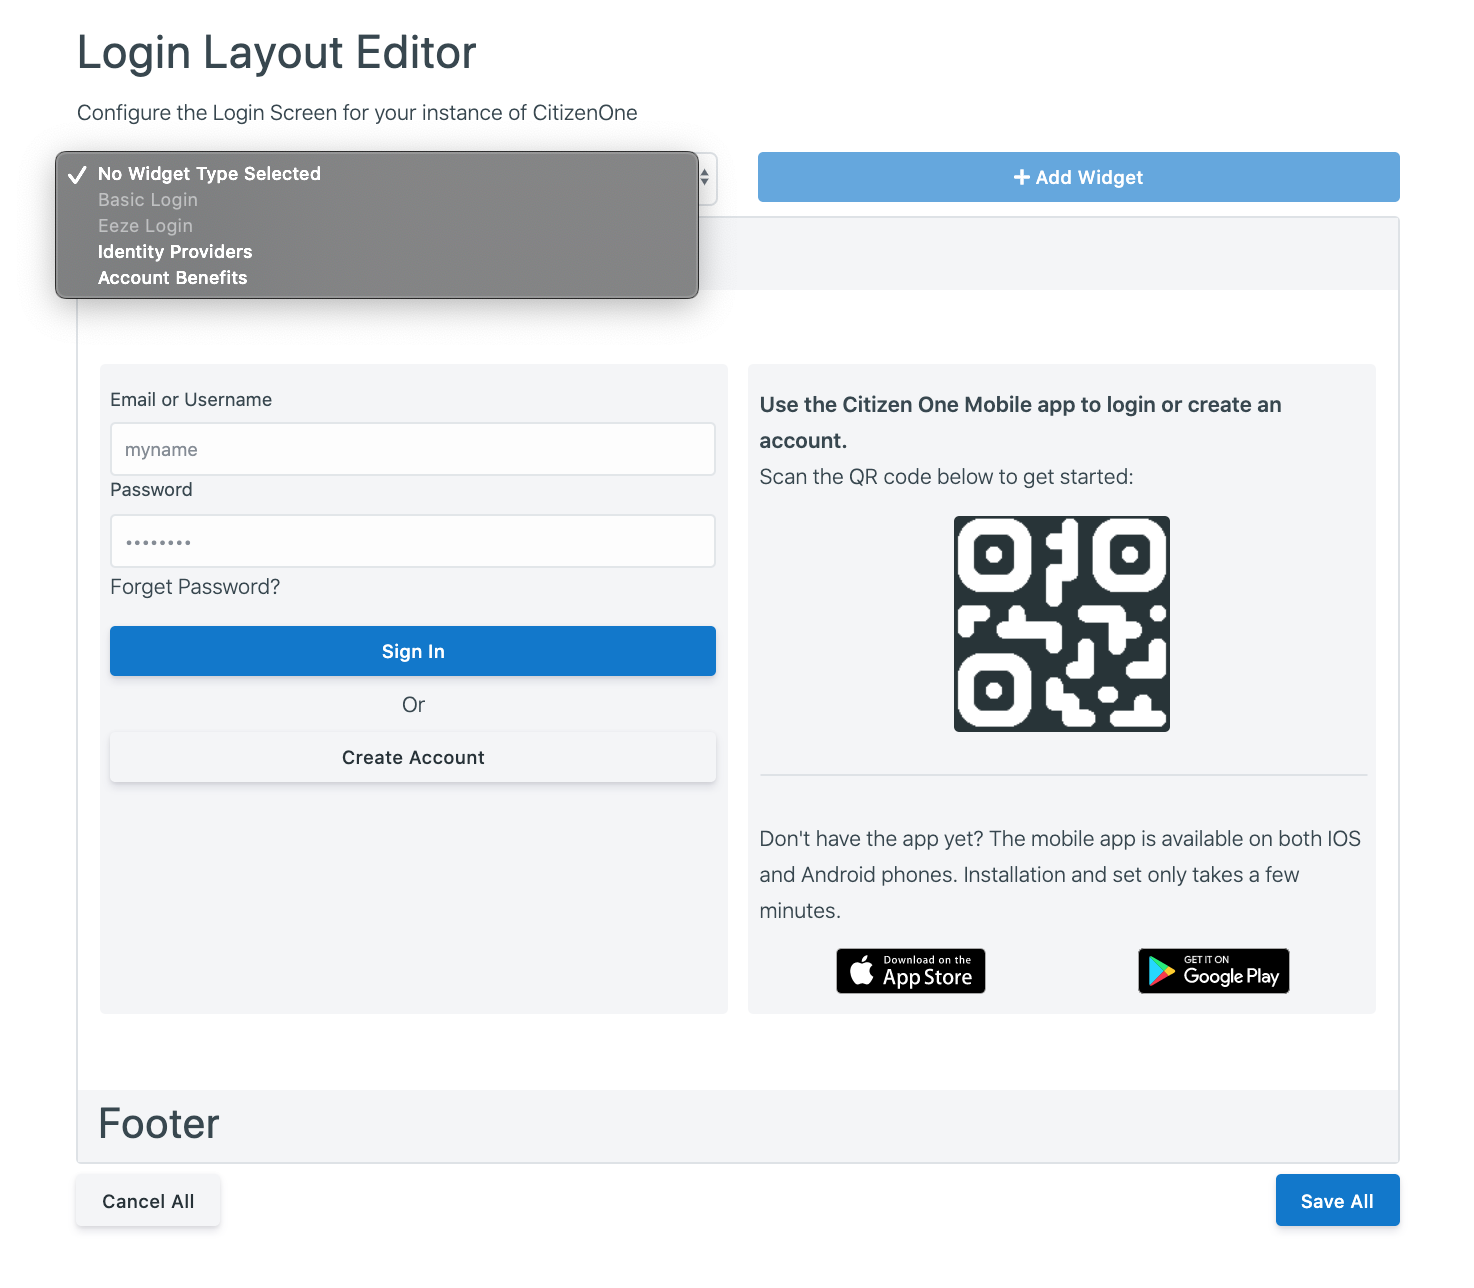 Login Layout Editor
Configure the Login Screen for your instance of CitizenOne
✓ No Widget Type Selected
Basic Login
Eeze Login
Identity Providers
Account Benefits
+ Add Widget
Email or Username
myname
Password
••••••••
Forget Password?
Sign In
Or
Create Account
Use the Citizen One Mobile app to login or create an
account.
Scan the QR code below to get started:
Don't have the app yet? The mobile app is available on both IOS
and Android phones. Installation and set only takes a few
minutes.
Download on the
App Store
GET IT ON
Google Play
Footer
Cancel All
Save All